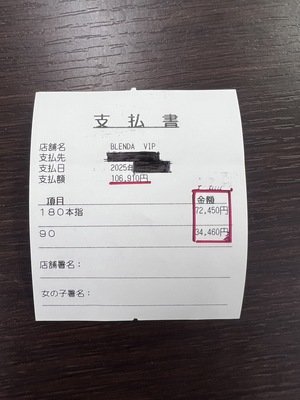 支払書
店舗名 BLENDA VIP
支払先
支払日 2025年
支払額 106,910円
項目 金額
180本指 72,450円
90 34,460円
店舗署名：
女の子署名：